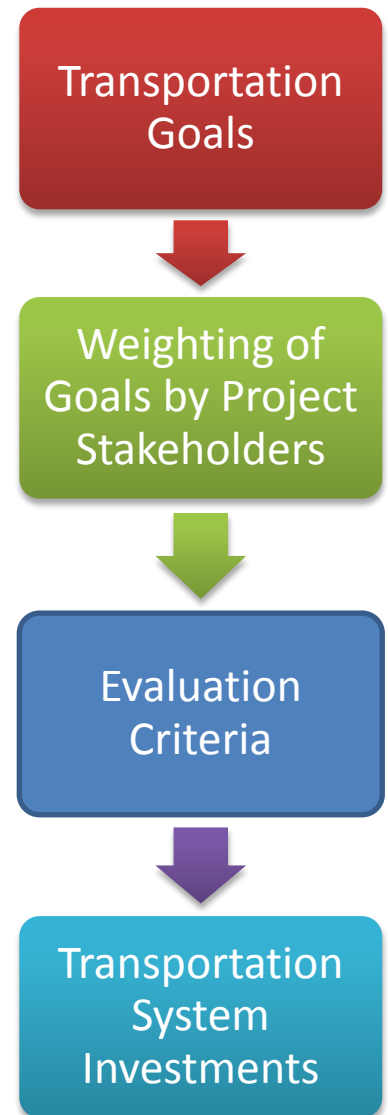 Transportation
Goals
Weighting of
Goals by Project
Stakeholders
Evaluation
Criteria
Transportation
System
Investments